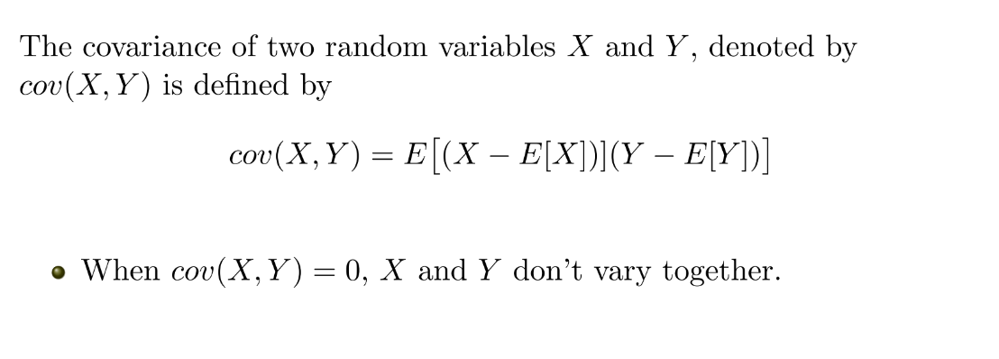 The covariance of two random variables X and Y, denoted by
cov(X, Y) is defined by
cov(X, Y) = E[(X − E[X])](Y − E[Y])]
• When cov(X, Y) = 0, X and Y don't vary together.